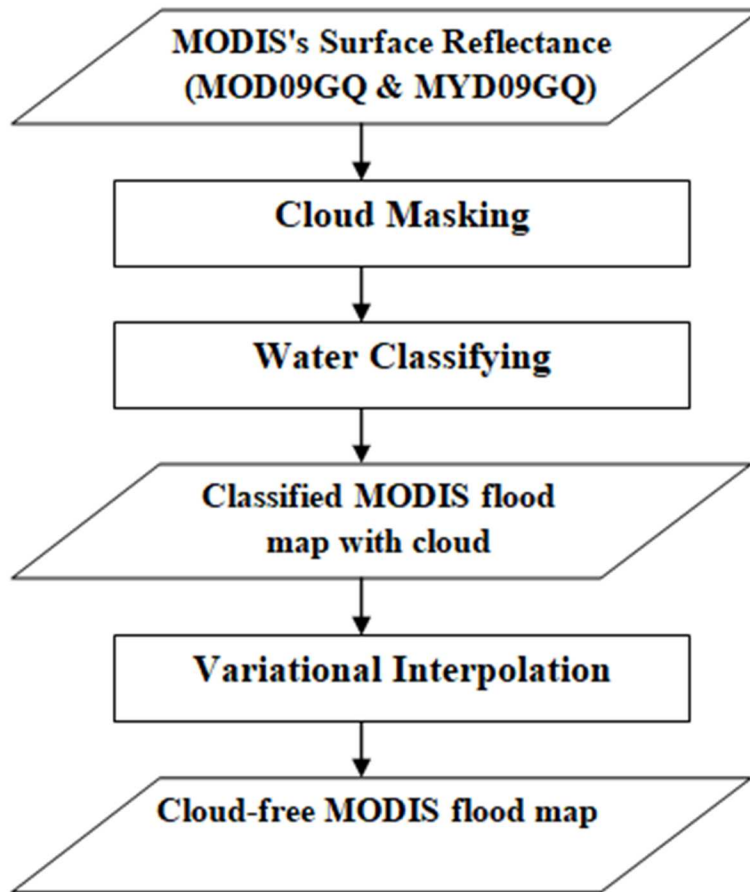 MODIS's Surface Reflectance
(MOD09GQ & MYD09GQ)
Cloud Masking
Water Classifying
Classified MODIS flood
map with cloud
Variational Interpolation
Cloud-free MODIS flood map